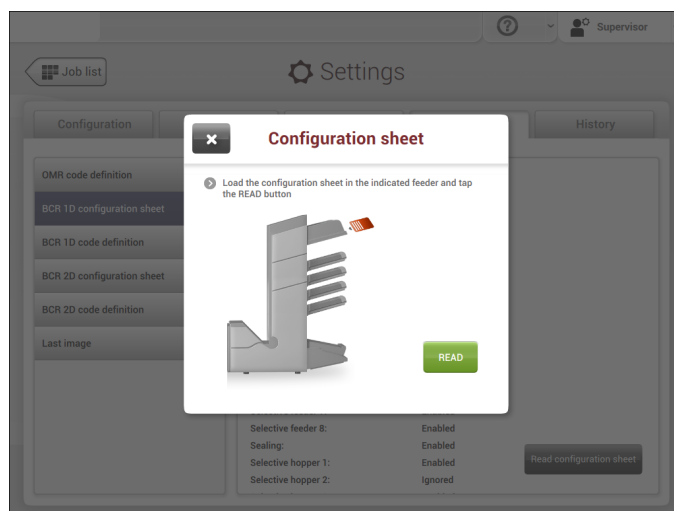 ? Supervisor
Job list
Settings
Configuration
History
Configuration sheet
Load the configuration sheet in the indicated feeder and tap
the READ button
OMR code definition
BCR 1D configuration sheet
BCR 1D code definition
BCR 2D configuration sheet
BCR 2D code definition
Last image
READ
Selective feeder 8: Enabled
Sealing: Enabled
Selective hopper 1: Enabled
Selective hopper 2: Ignored
Read configuration sheet